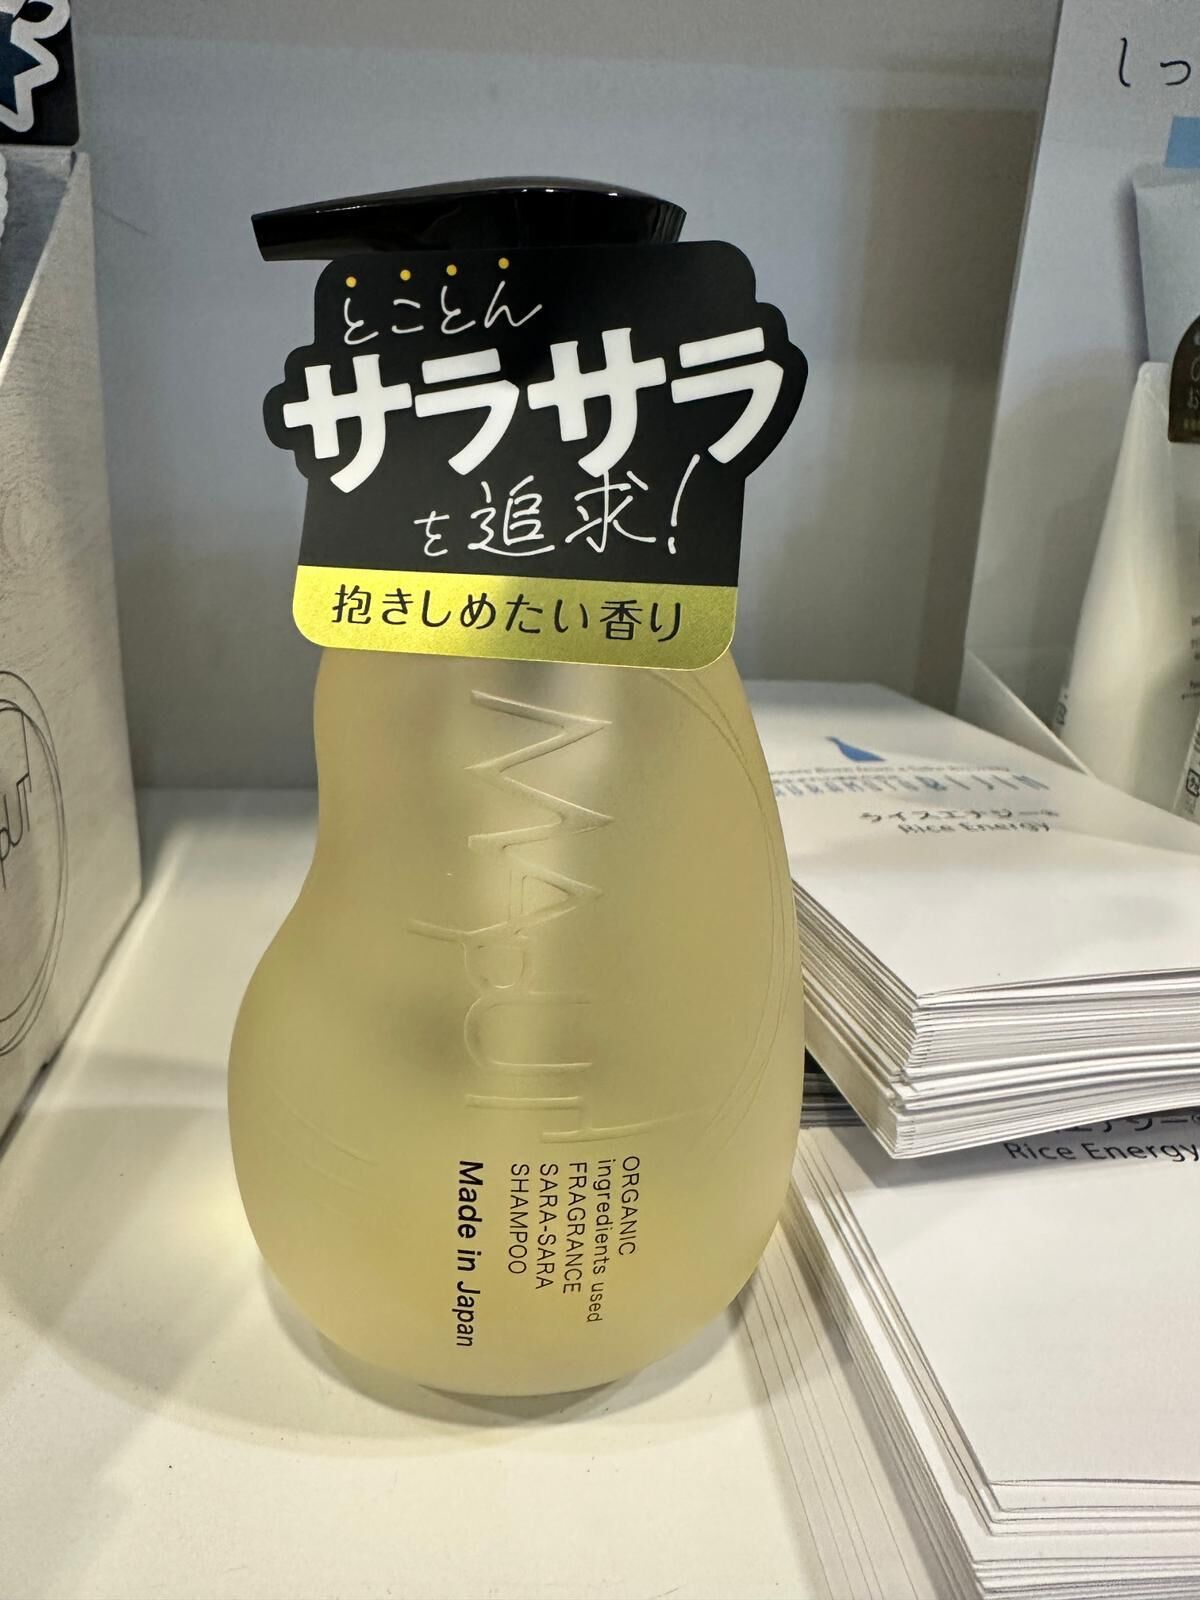 とことん
サラサラ
を追求!
抱きしめたい香り
MAPUTI
ORGANIC
ingredients used
FRAGRANCE
SARA-SARA
SHAMPOO
Made in Japan
しっ
ライスエナジー®
Rice Energy
Rice Energy